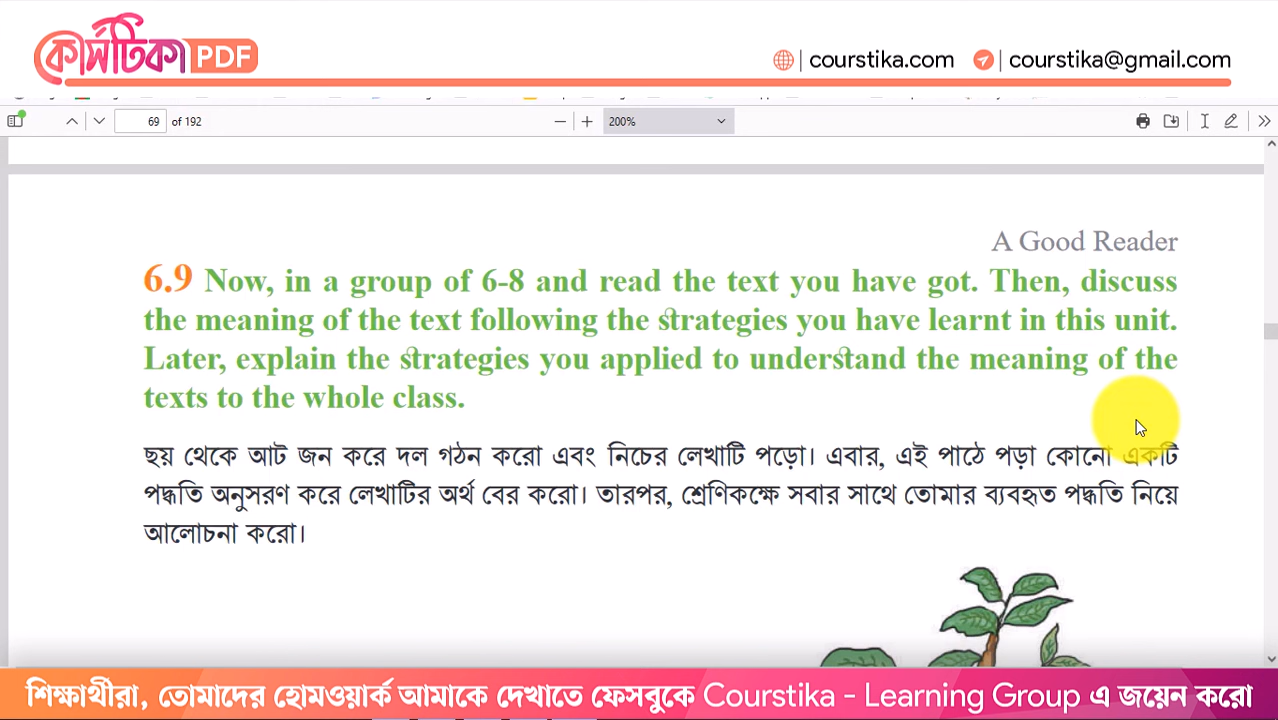 কোর্সটিকা PDF
courstika.com
courstika@gmail.com
69 of 192
200%
A Good Reader
6.9 Now, in a group of 6-8 and read the text you have got. Then, discuss
the meaning of the text following the strategies you have learnt in this unit.
Later, explain the strategies you applied to understand the meaning of the
texts to the whole class.
ছয় থেকে আট জন করে দল গঠন করো এবং নিচের লেখাটি পড়ো। এবার, এই পাঠে পড়া কোনো একটি
পদ্ধতি অনুসরণ করে লেখাটির অর্থ বের করো। তারপর, শ্রেণিকক্ষে সবার সাথে তোমার ব্যবহৃত পদ্ধতি নিয়ে
আলোচনা করো।
শিক্ষার্থীরা, তোমাদের হোমওয়ার্ক আমাকে দেখাতে ফেসবুকে Courstika - Learning Group এ জয়েন করো